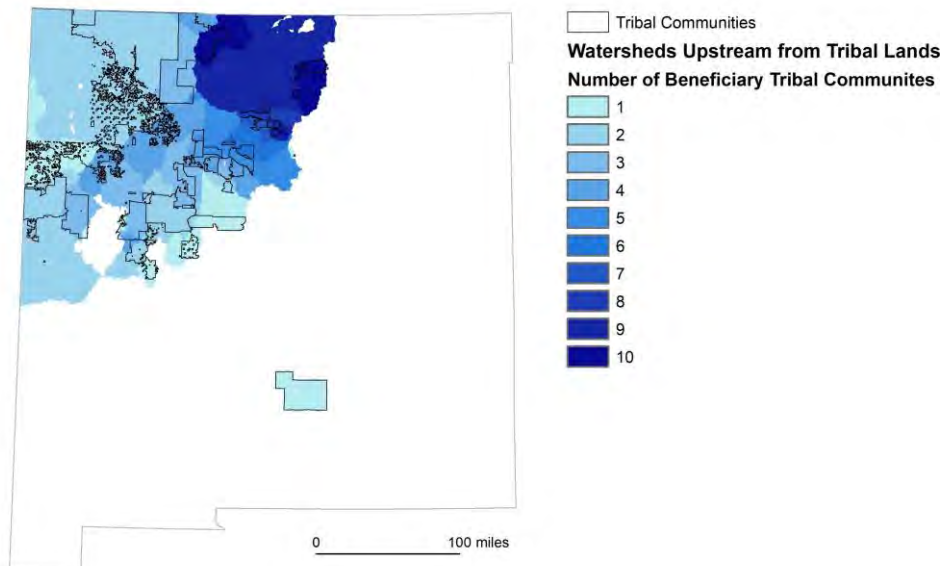 Tribal Communities
Watersheds Upstream from Tribal Lands
Number of Beneficiary Tribal Communites
1
2
3
4
5
6
7
8
9
10
0 100 miles